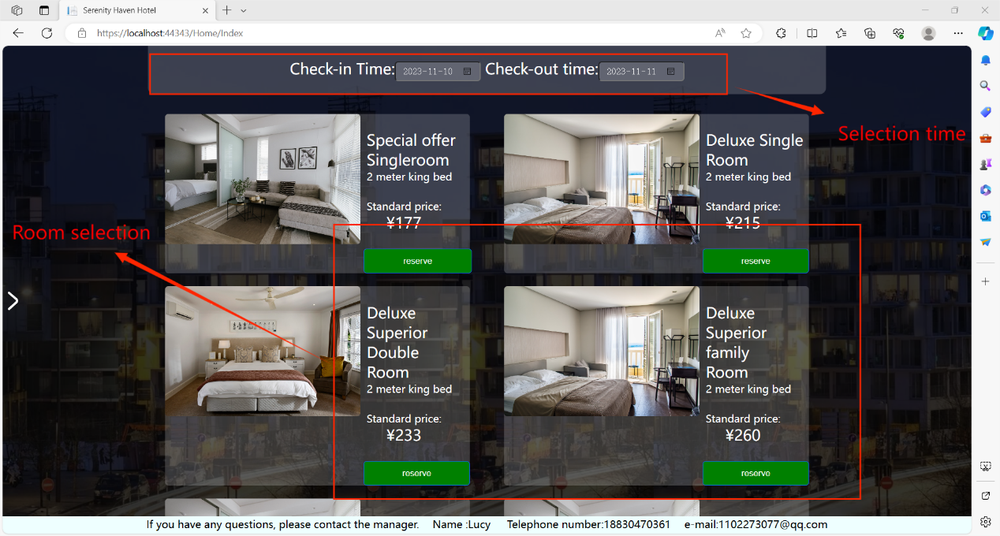 Serenity Haven Hotel
https://localhost:44343/Home/Index
Check-in Time: 2023-11-10 Check-out time: 2023-11-11
Selection time
Special offer
Singleroom
2 meter king bed
Standard price:
¥177
reserve
Deluxe Single
Room
2 meter king bed
Standard price:
¥215
reserve
Room selection
Deluxe
Superior
Double
Room
2 meter king bed
Standard price:
¥233
reserve
Deluxe
Superior
family
Room
2 meter king bed
Standard price:
¥260
reserve
If you have any questions, please contact the manager. Name :Lucy Telephone number:18830470361 e-mail:1102273077@qq.com